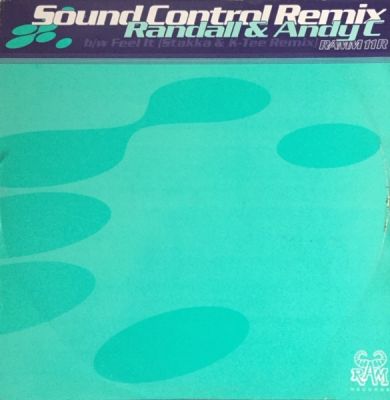 Sound Control Remix
Randall & Andy C
b/w Feel It [Stakka & K-Tee Remix] RAMM 11R
RAM
RECORDS